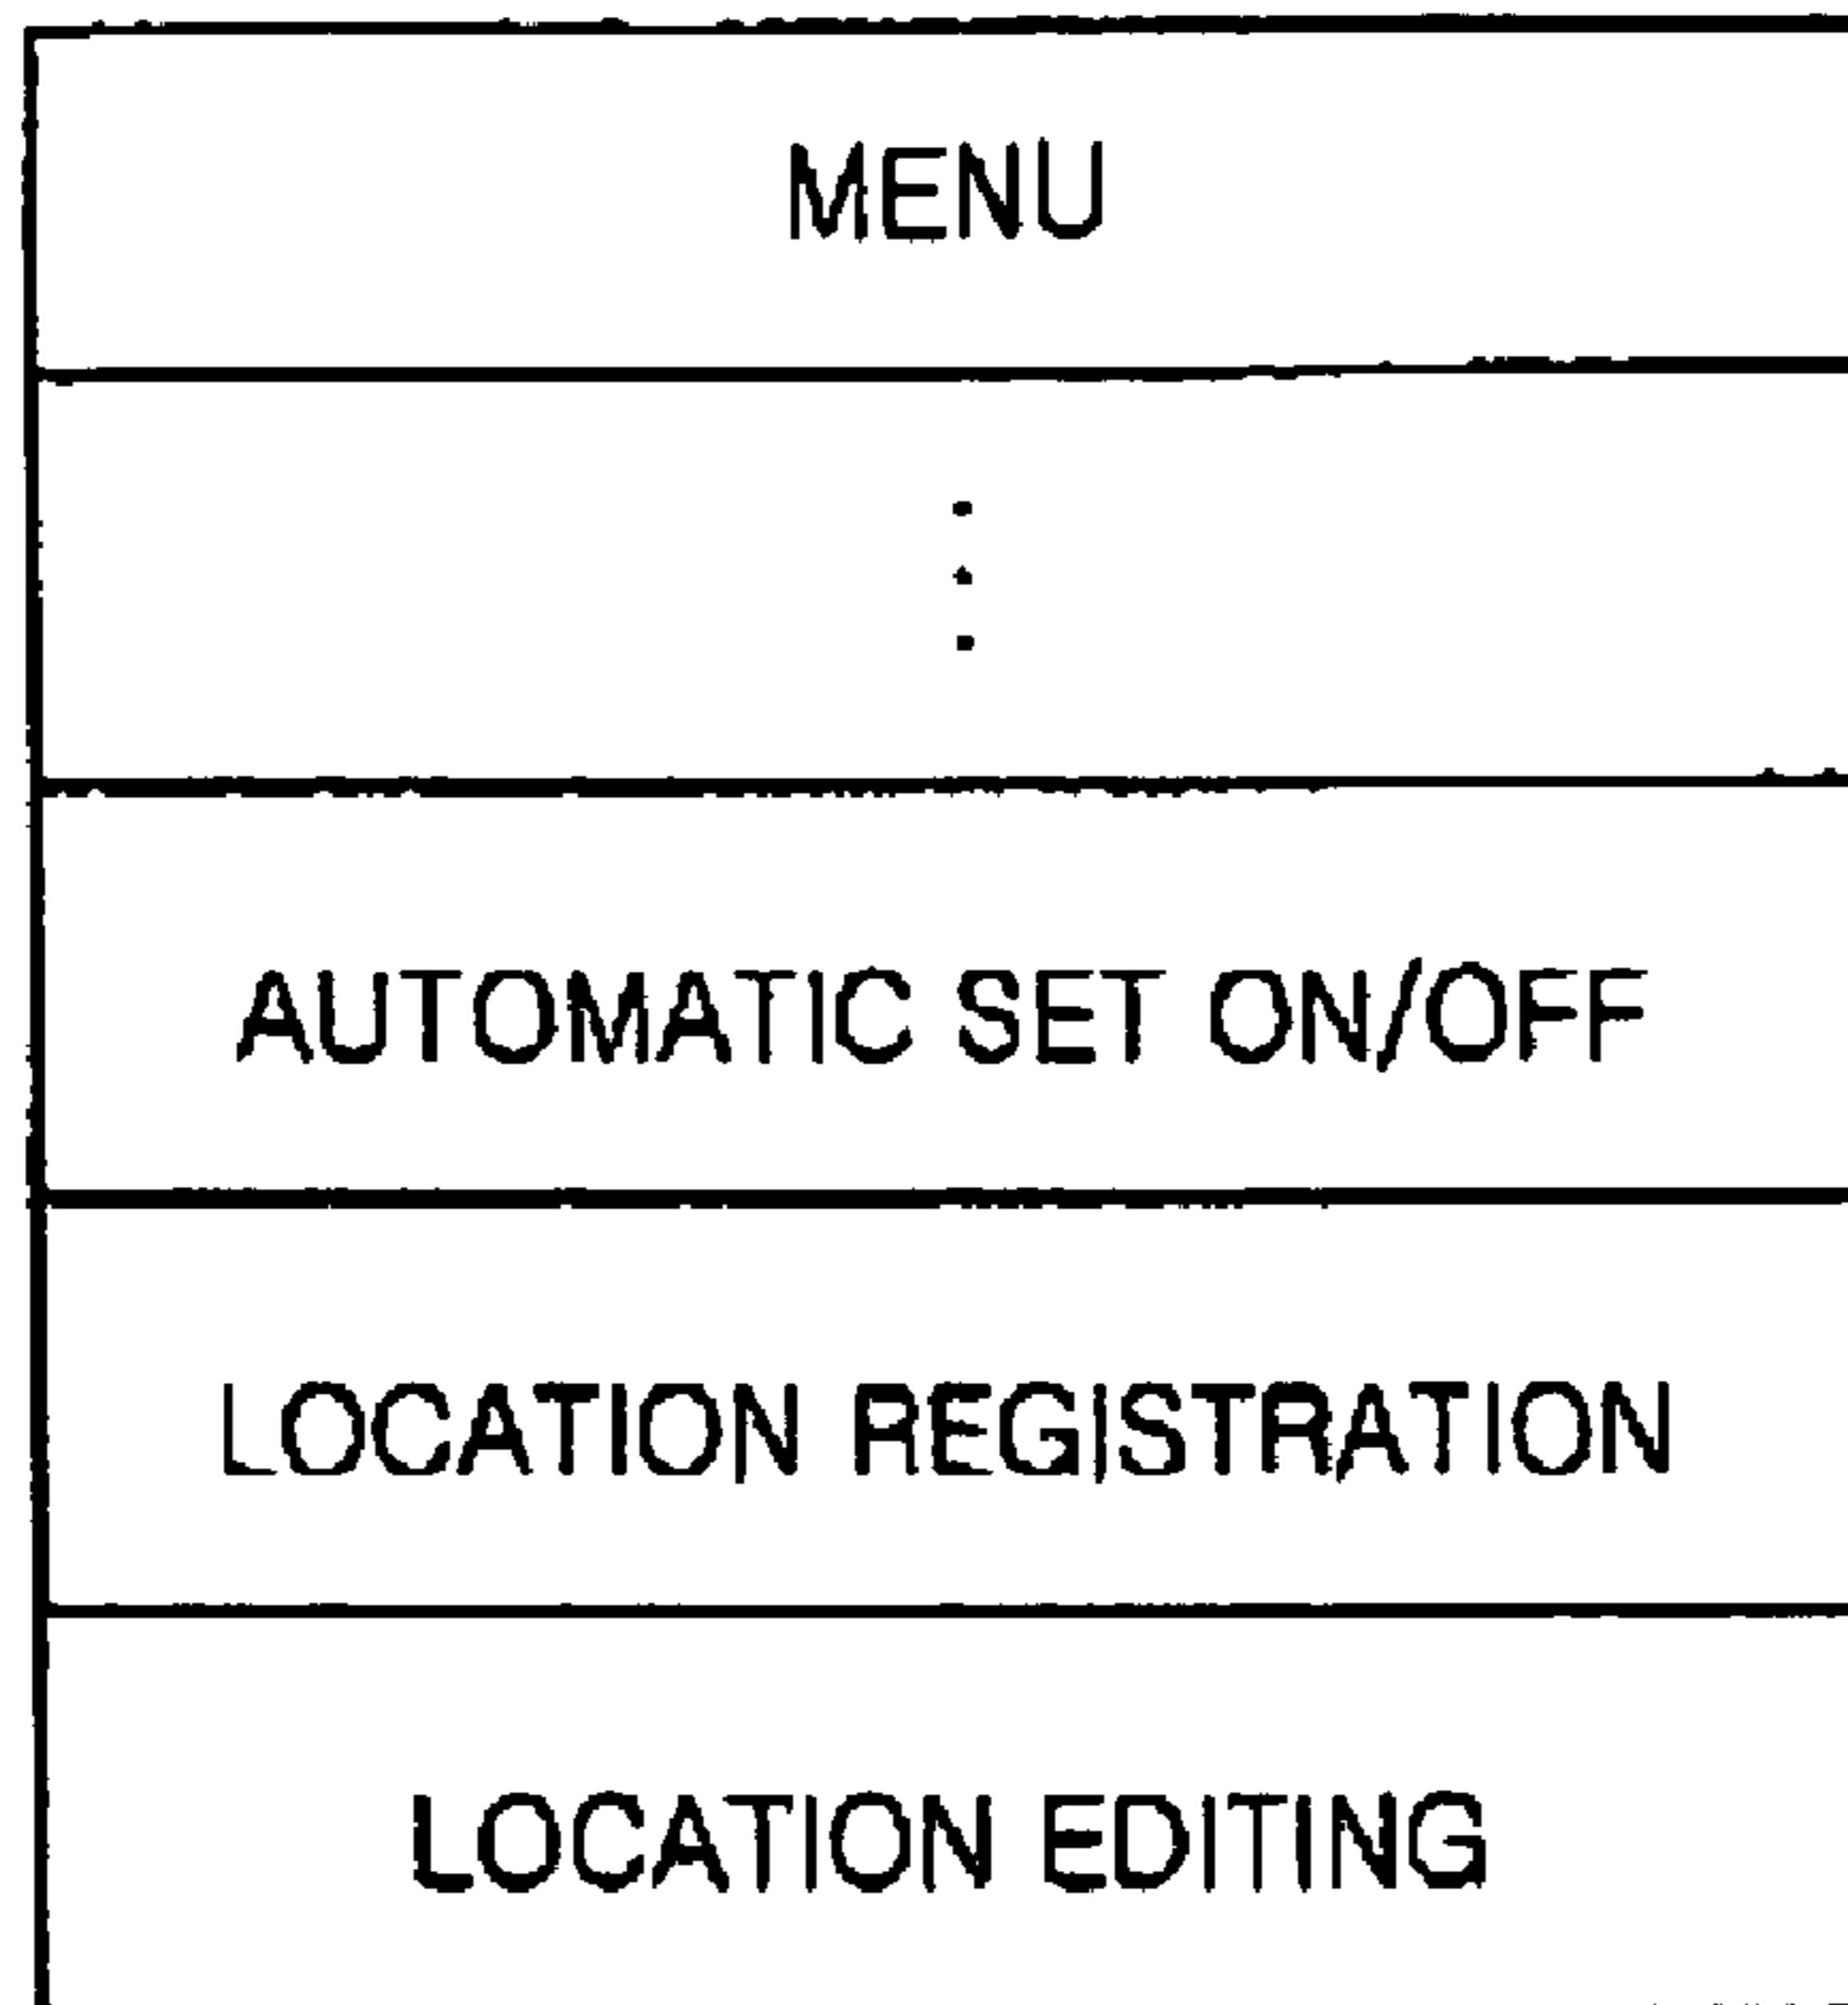 MENU
⋮
AUTOMATIC SET ON/OFF
LOCATION REGISTRATION
LOCATION EDITING